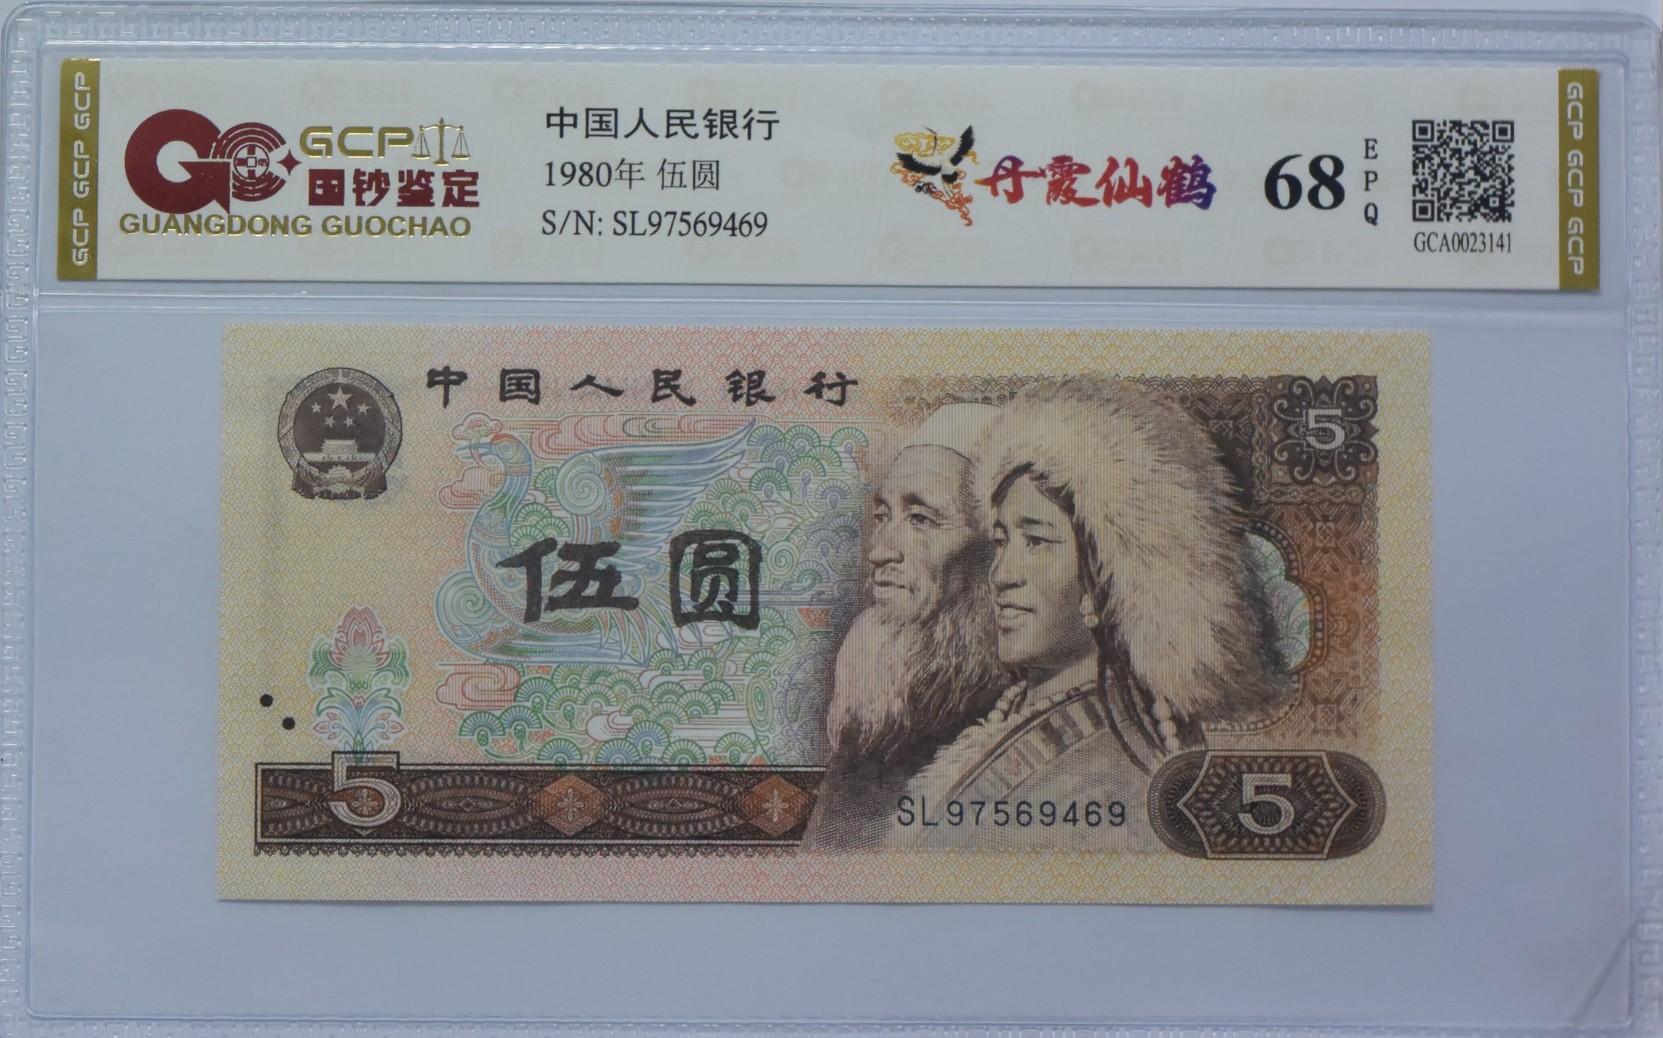 GCP GCP GCP
GCP
国钞鉴定
GUANGDONG GUOCHAO
中国人民银行
1980年 伍圆
S/N: SL97569469
丹霞仙鹤
68
EPQ
GCA0023141
GCP GCP GCP
中国人民银行
5
伍圆
5
SL97569469
5